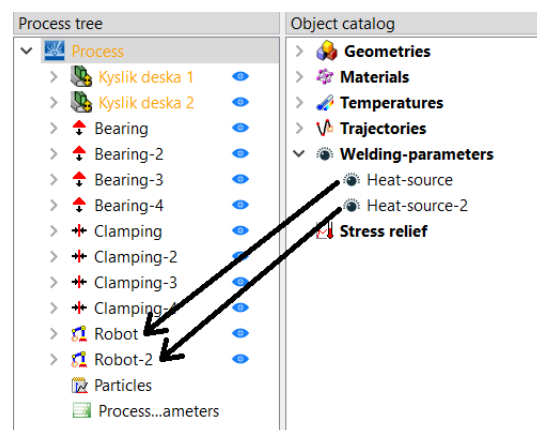 Process tree
Process
Kyslik deska 1
Kyslik deska 2
Bearing
Bearing-2
Bearing-3
Bearing-4
Clamping
Clamping-2
Clamping-3
Clamping-4
Robot
Robot-2
Particles
Process...ameters
Object catalog
Geometries
Materials
Temperatures
Trajectories
Welding-parameters
Heat-source
Heat-source-2
Stress relief